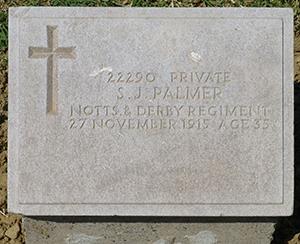 22290 PRIVATE
S. J. PALMER
NOTTS. & DERBY REGIMENT
27 NOVEMBER 1915 AGE 35